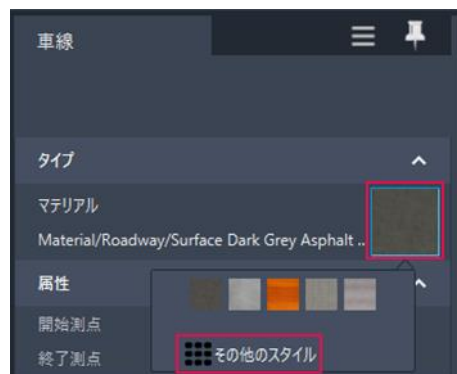 車線
タイプ
マテリアル
Material/Roadway/Surface Dark Grey Asphalt ..
属性
開始測点
その他のスタイル
終了測点